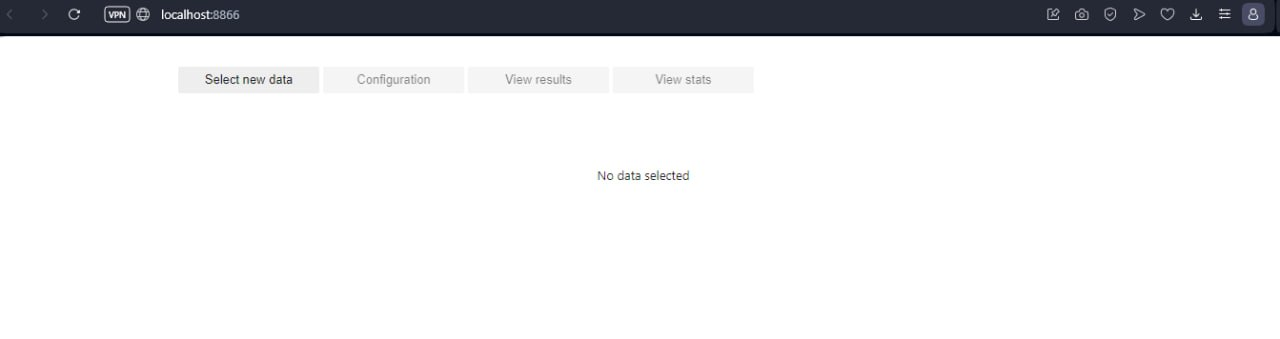 VPN localhost:8866
Select new data Configuration View results View stats
No data selected